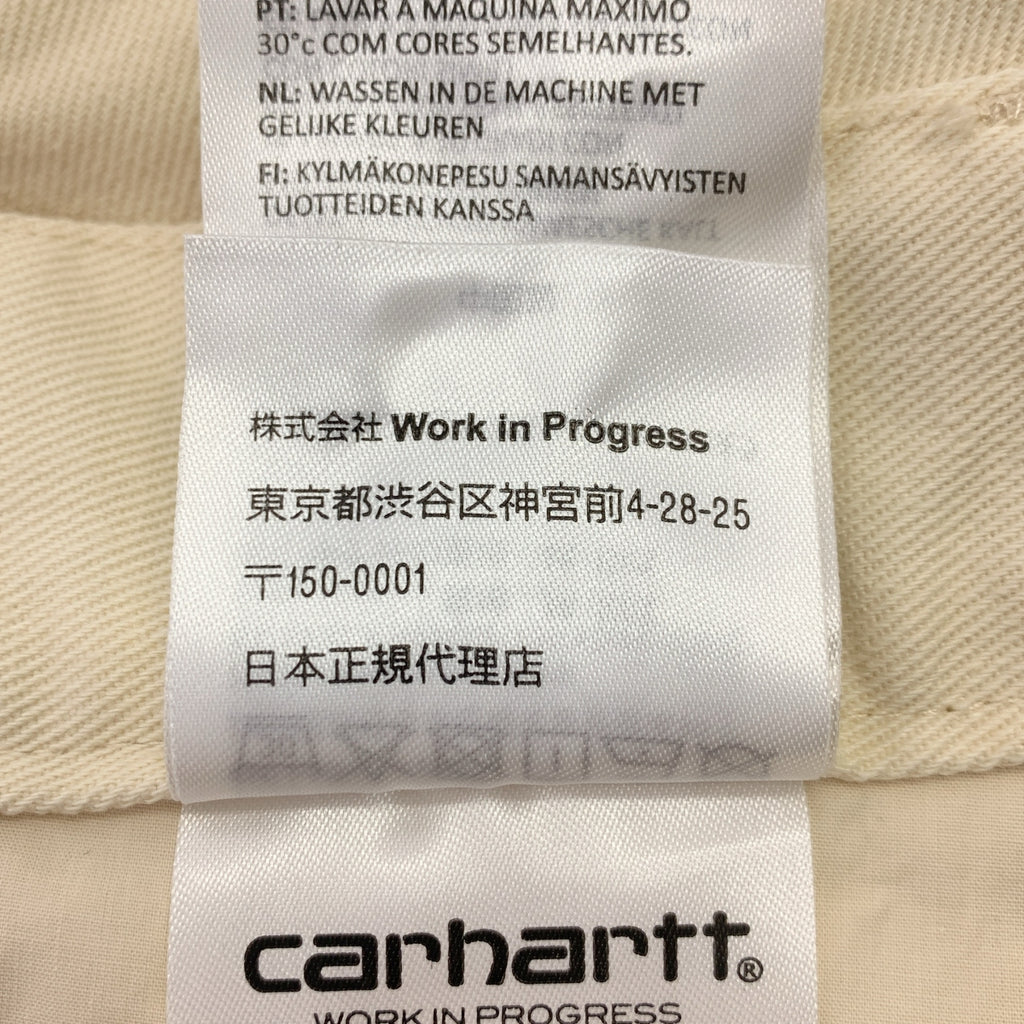 PT: LAVAR A MAQUINA MAXIMO
30°c COM CORES SEMELHANTES.
NL: WASSEN IN DE MACHINE MET
GELIJKE KLEUREN
FI: KYLMÄKONEPESU SAMANSÄVYISTEN
TUOTTEIDEN KANSSA
株式会社 Work in Progress
東京都渋谷区神宮前4-28-25
〒150-0001
日本正規代理店
carhartt®
WORK IN PROGRESS